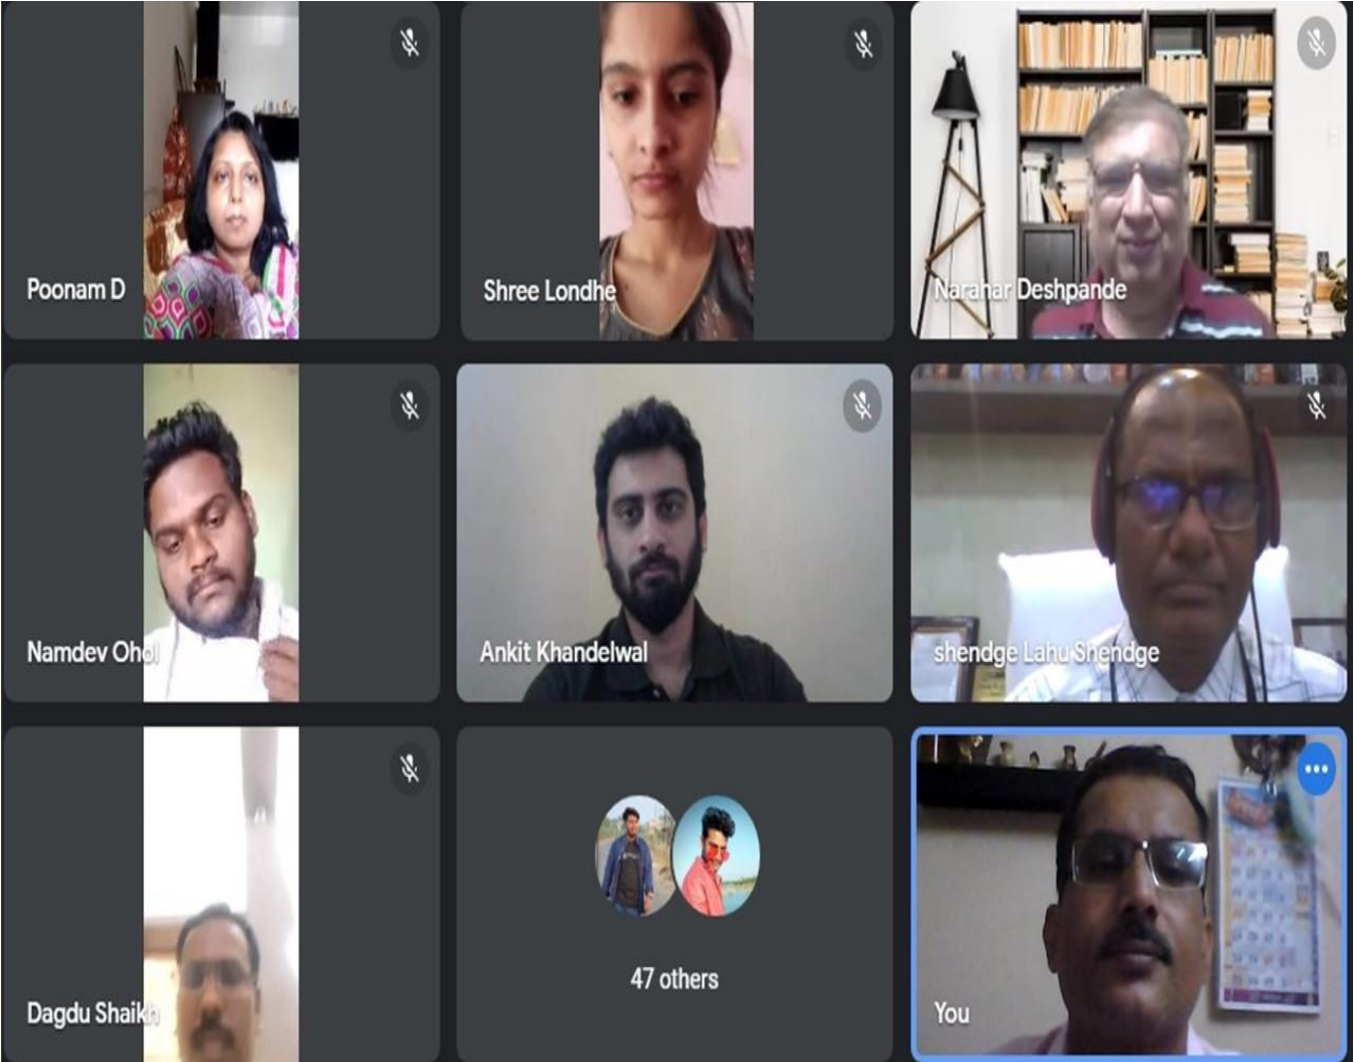 Poonam D
Shree Londhe
Narahar Deshpande
Namdev Ohol
Ankit Khandelwal
shendge Lahu Shendge
Dagdu Shaikh
47 others
You